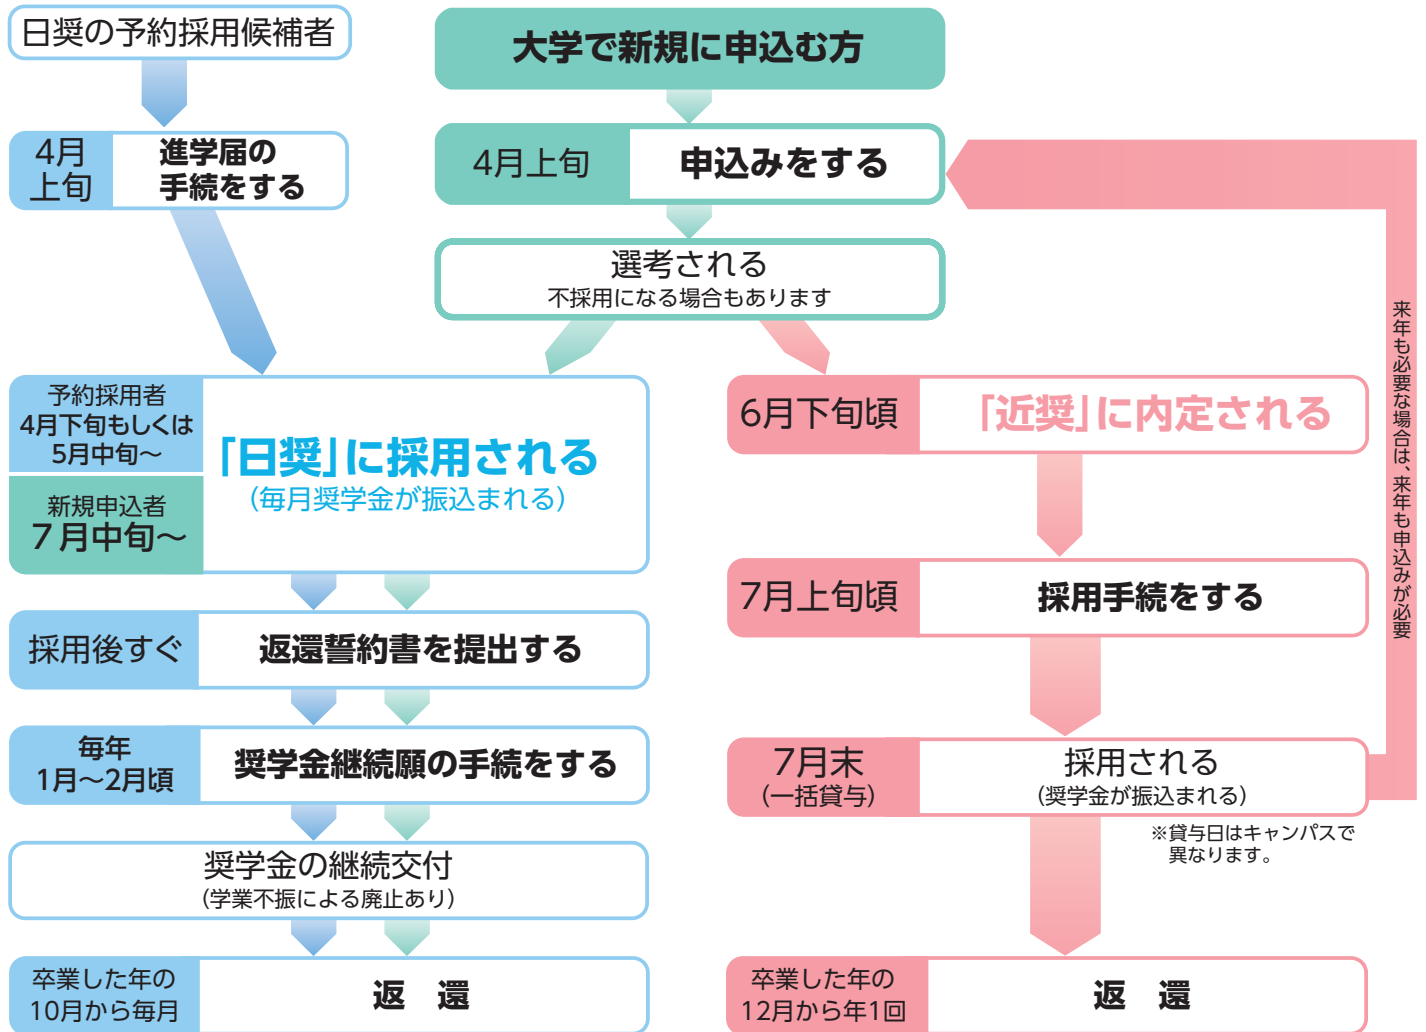 日奨の予約採用候補者
大学で新規に申込む方
4月
上旬
進学届の
手続をする
4月上旬
申込みをする
選考される
不採用になる場合もあります
予約採用者
4月下旬もしくは
5月中旬〜
新規申込者
7月中旬〜
「日奨」に採用される
（毎月奨学金が振込まれる）
6月下旬頃
「近奨」に内定される
採用後すぐ
返還誓約書を提出する
7月上旬頃
採用手続をする
毎年
1月〜2月頃
奨学金継続願の手続をする
7月末
（一括貸与）
採用される
（奨学金が振込まれる）
※貸与日はキャンパスで
異なります。
来年も必要な場合は、来年も申込みが必要
奨学金の継続交付
（学業不振による廃止あり）
卒業した年の
10月から毎月
返　還
卒業した年の
12月から年1回
返　還